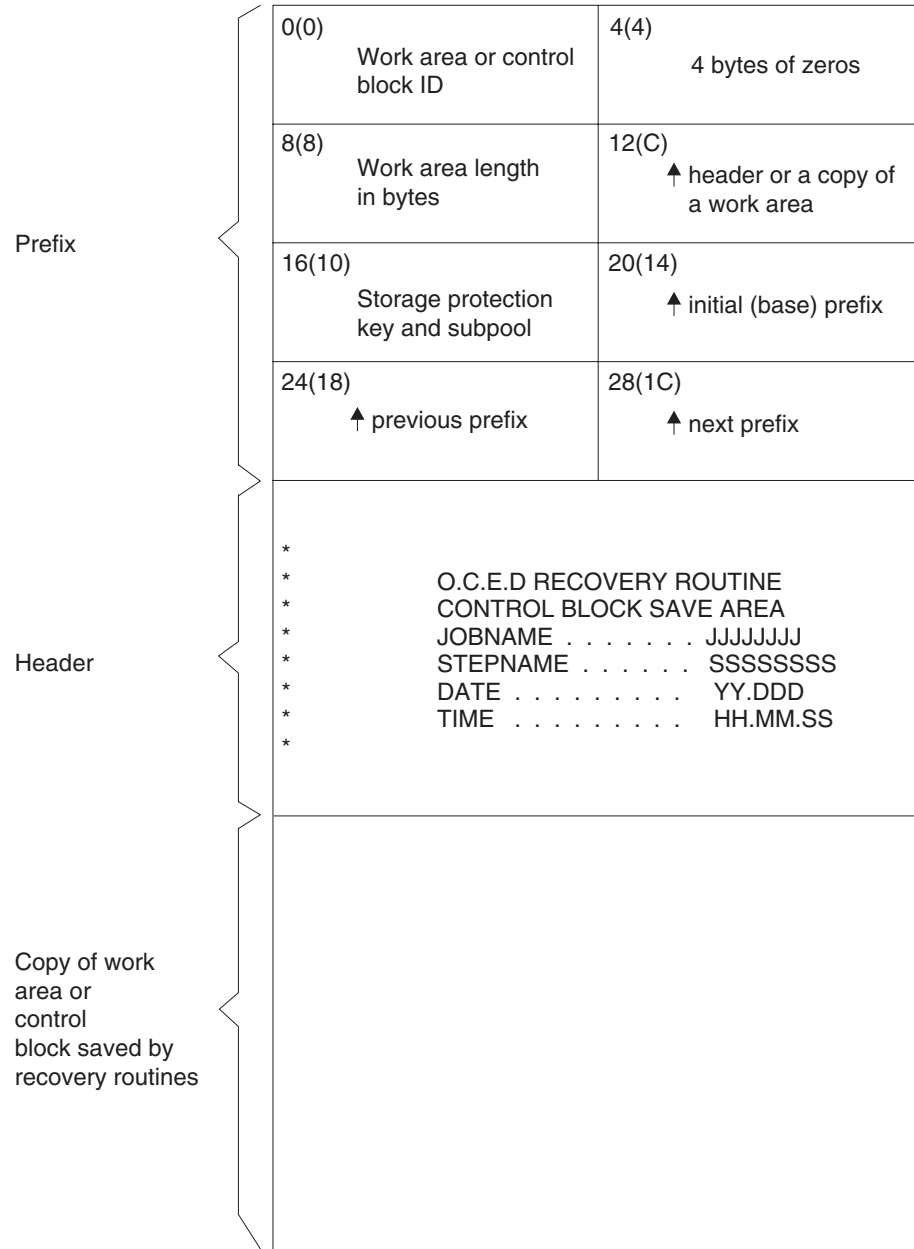 Prefix
0(0)
Work area or control
block ID
4(4)
4 bytes of zeros
8(8)
Work area length
in bytes
12(C)
↑ header or a copy of
a work area
16(10)
Storage protection
key and subpool
20(14)
↑ initial (base) prefix
24(18)
↑ previous prefix
28(1C)
↑ next prefix
Header
*
* O.C.E.D RECOVERY ROUTINE
* CONTROL BLOCK SAVE AREA
* JOBNAME . . . . . . . JJJJJJJJ
* STEPNAME . . . . . . SSSSSSSS
* DATE . . . . . . . . . YY.DDD
* TIME . . . . . . . . . HH.MM.SS
*
Copy of work
area or
control
block saved by
recovery routines